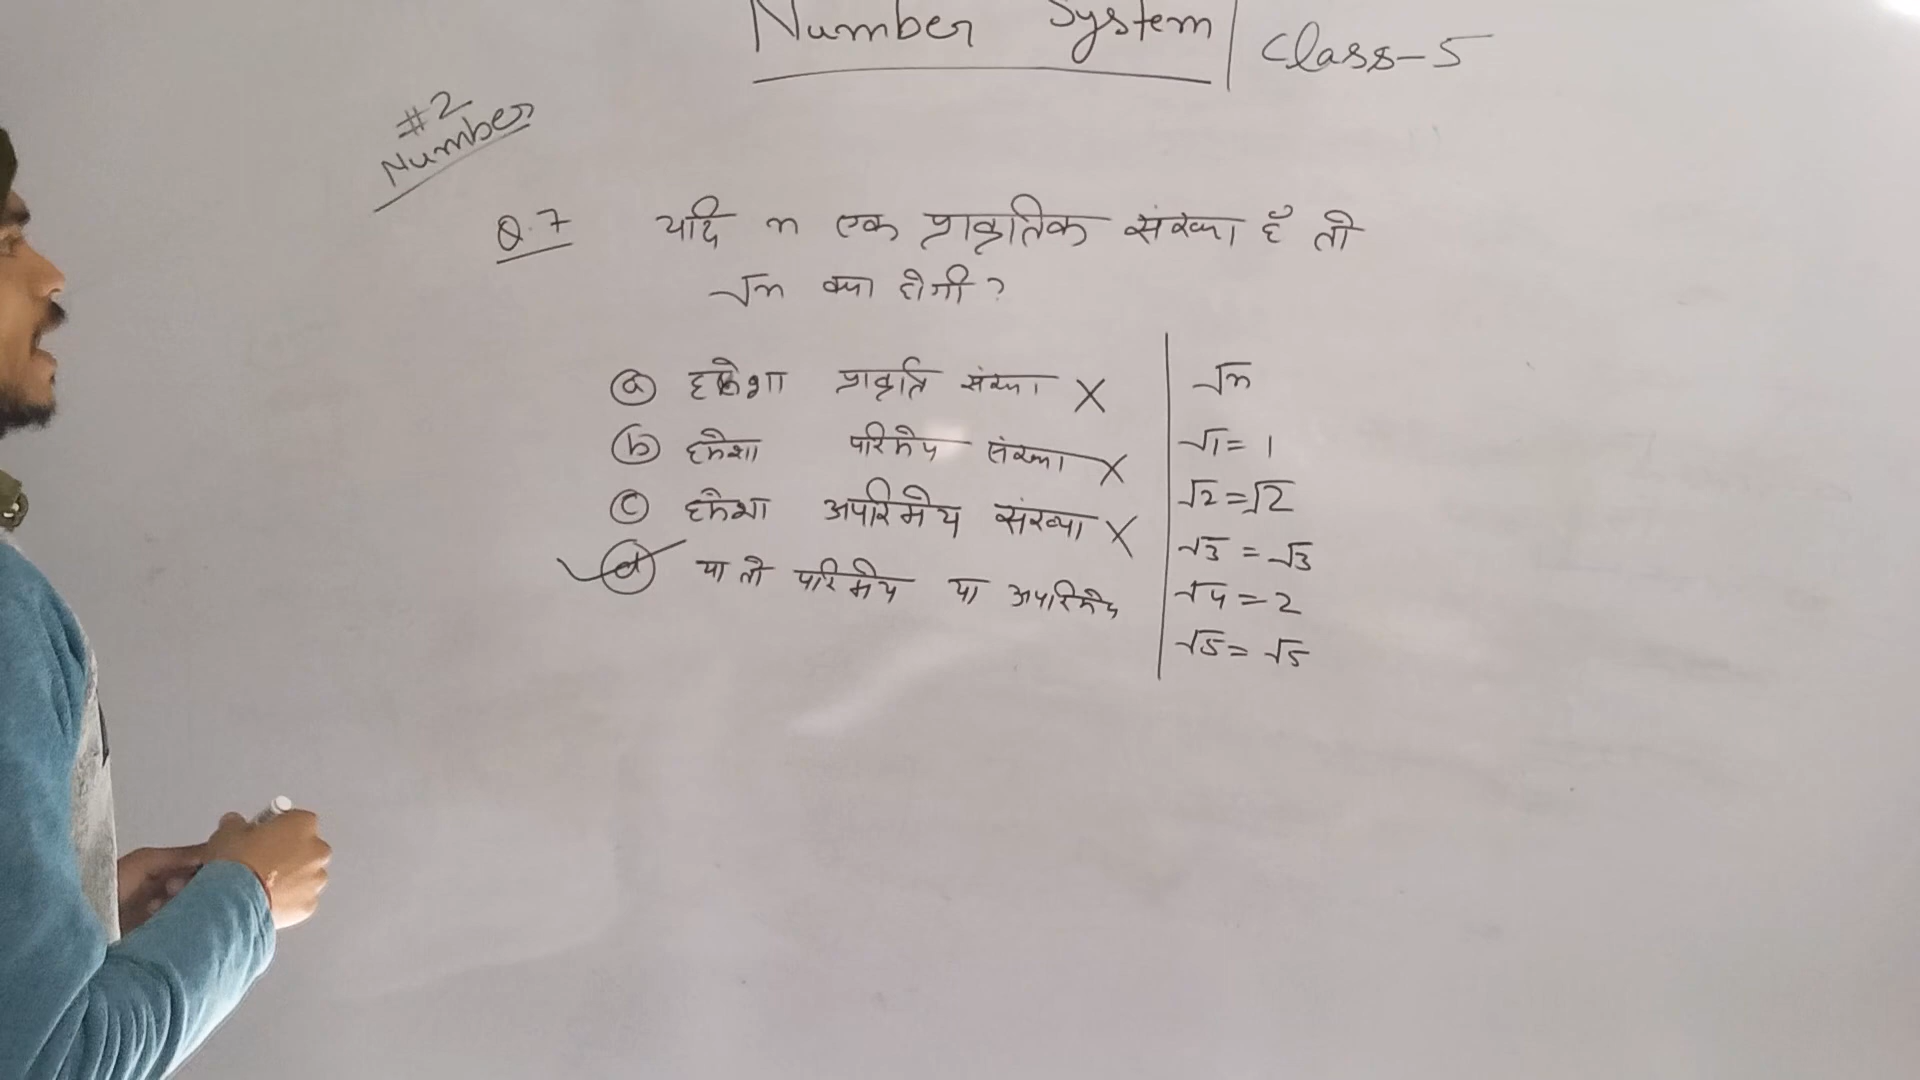 Number System | Class-5
#2
Number
Q.7 यदि n एक प्राकृतिक संख्या है तो
√n क्या होगी ?
(a) हमेशा प्राकृति संख्या X
(b) हमेशा परिमेय संख्या X
(c) हमेशा अपरिमेय संख्या X
(d) या तो परिमेय या अपरिमेय
√n
√1 = 1
√2 = √2
√3 = √3
√4 = 2
√5 = √5